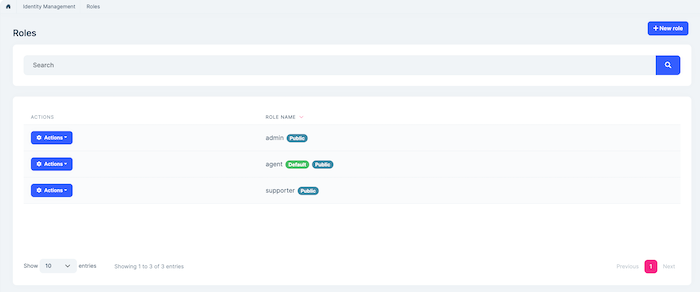 Identity Management Roles
Roles
+ New role
Search
ACTIONS ROLE NAME
Actions admin Public
Actions agent Default Public
Actions supporter Public
Show 10 entries Showing 1 to 3 of 3 entries Previous 1 Next